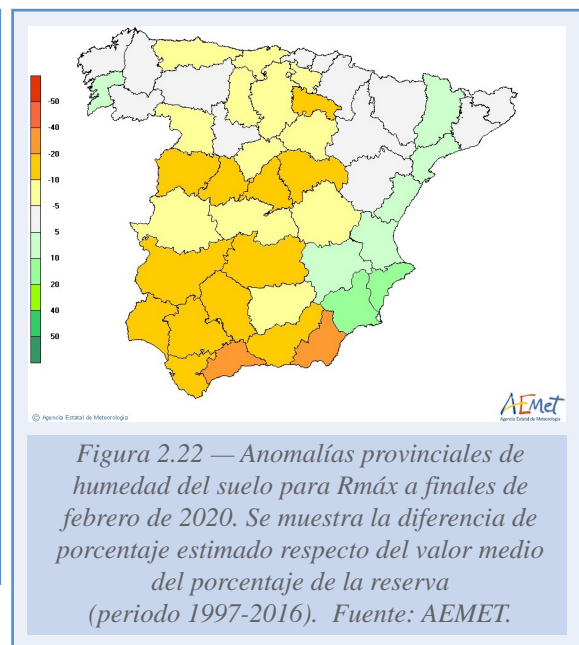 -50
-40
-20
-10
-5
5
10
20
40
50
© Agencia Estatal de Meteorología
AEMet
Agencia Estatal de Meteorología
Figura 2.22 — Anomalías provinciales de
humedad del suelo para Rmáx a finales de
febrero de 2020. Se muestra la diferencia de
porcentaje estimado respecto del valor medio
del porcentaje de la reserva
(periodo 1997-2016). Fuente: AEMET.